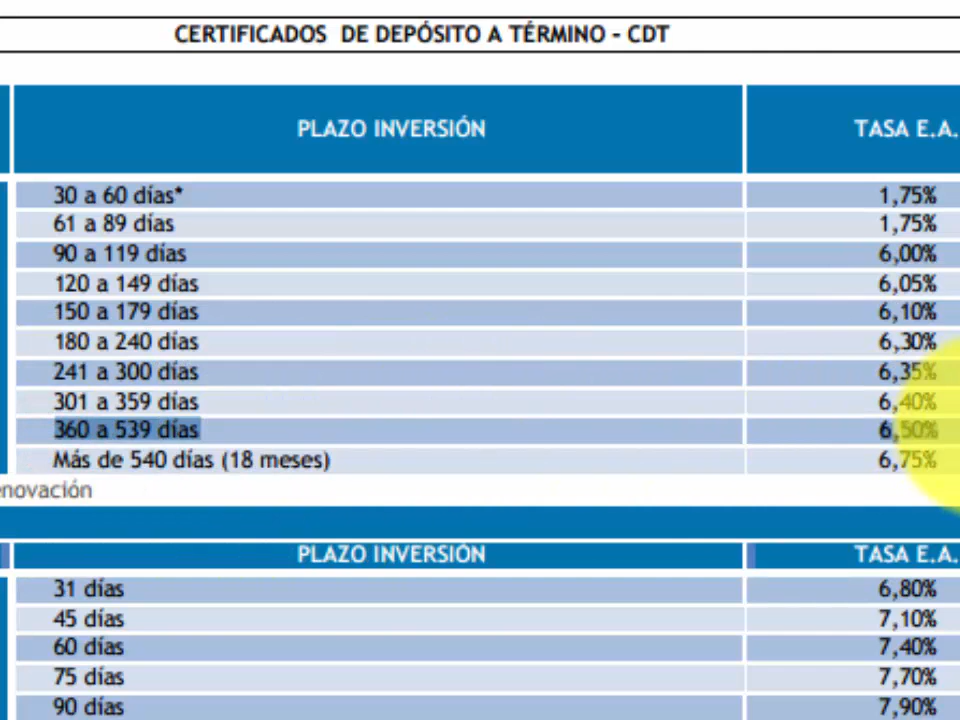 CERTIFICADOS DE DEPÓSITO A TÉRMINO - CDT
PLAZO INVERSIÓN TASA E.A.
30 a 60 días* 1,75%
61 a 89 días 1,75%
90 a 119 días 6,00%
120 a 149 días 6,05%
150 a 179 días 6,10%
180 a 240 días 6,30%
241 a 300 días 6,35%
301 a 359 días 6,40%
360 a 539 días 6,50%
Más de 540 días (18 meses) 6,75%
enovación
PLAZO INVERSIÓN TASA E.A.
31 días 6,80%
45 días 7,10%
60 días 7,40%
75 días 7,70%
90 días 7,90%